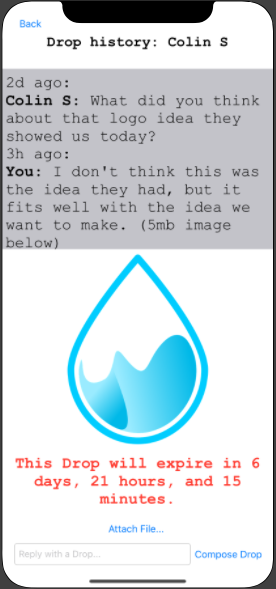 Back
Drop history: Colin S
2d ago:
Colin S: What did you think
about that logo idea they
showed us today?
3h ago:
You: I don't think this was
the idea they had, but it
fits well with the idea we
want to make. (5mb image
below)
This Drop will expire in 6
days, 21 hours, and 15
minutes.
Attach File...
Reply with a Drop...
Compose Drop